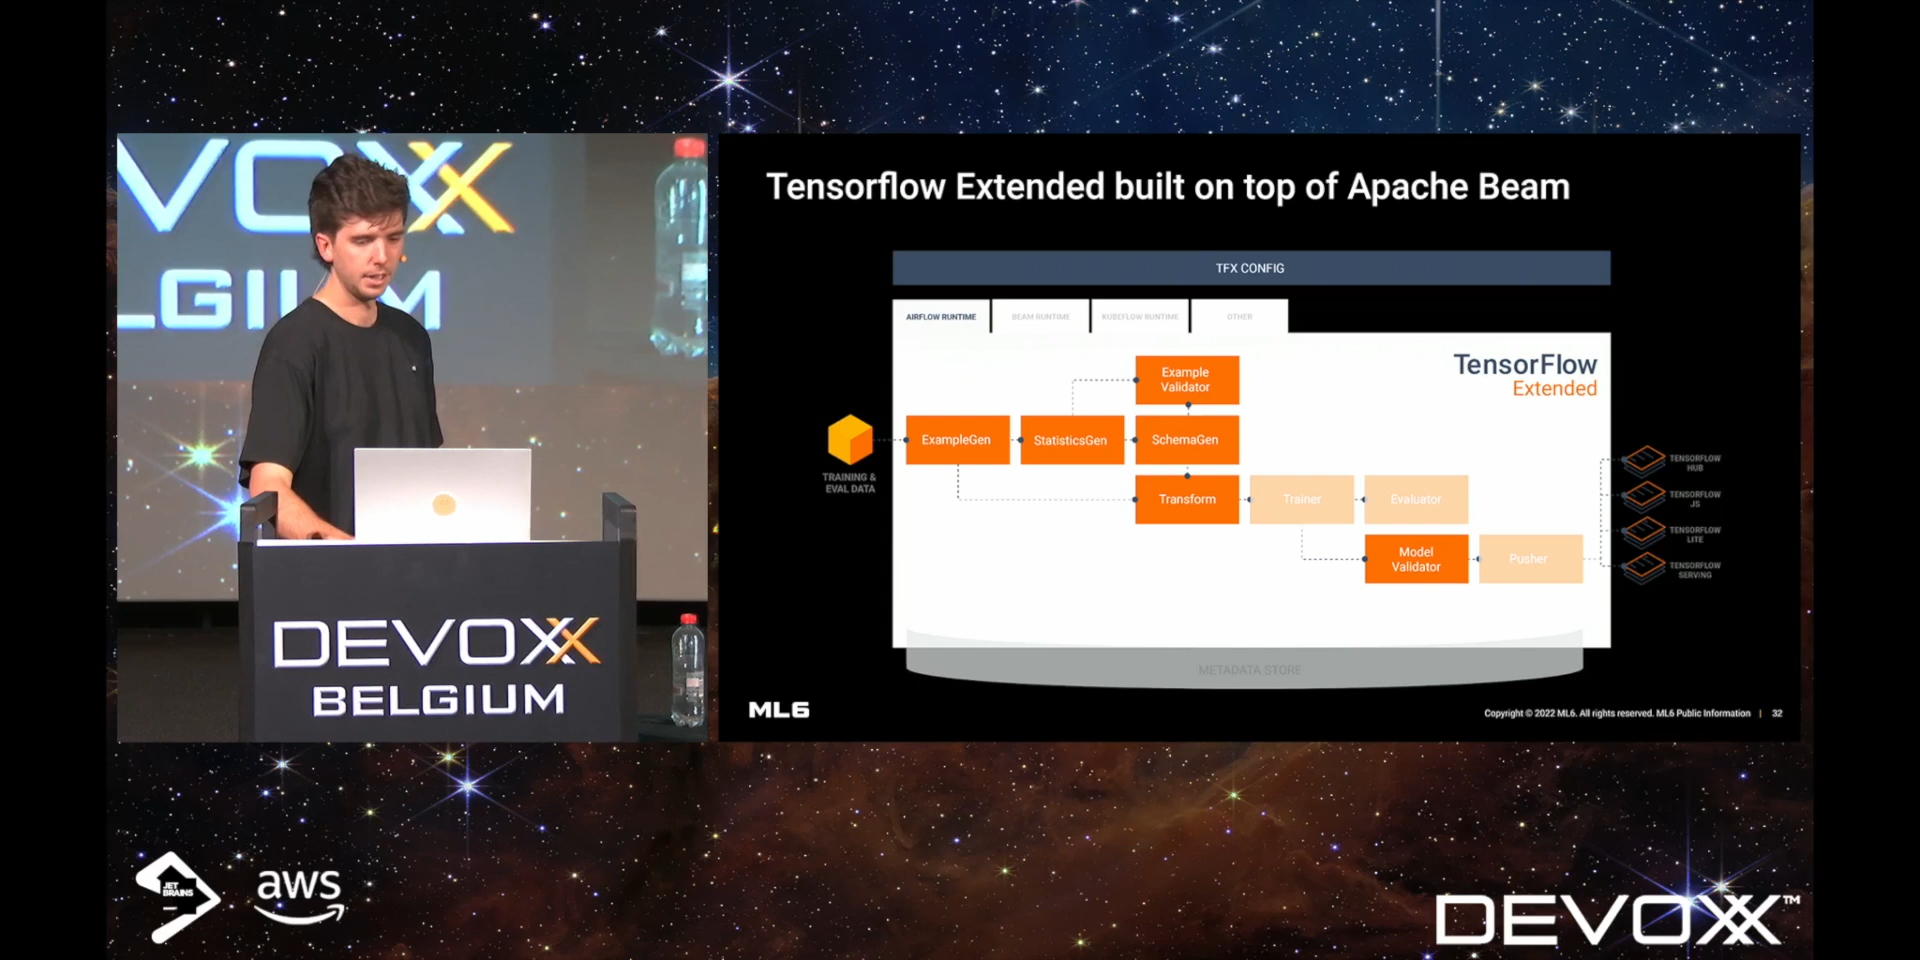 VOXX
LGIUM
DEVOXX
BELGIUM
Tensorflow Extended built on top of Apache Beam
TFX CONFIG
AIRFLOW RUNTIME
BEAM RUNTIME
KUBEFLOW RUNTIME
OTHER
TensorFlow
Extended
Example
Validator
ExampleGen
StatisticsGen
SchemaGen
TRAINING &
EVAL DATA
Transform
Trainer
Evaluator
Model
Validator
Pusher
TENSORFLOW
HUB
TENSORFLOW
JS
TENSORFLOW
LITE
TENSORFLOW
SERVING
METADATA STORE
ML6
Copyright © 2022 ML6. All rights reserved. ML6 Public Information | 32
JET
BRAINS
aws
DEVOXX™